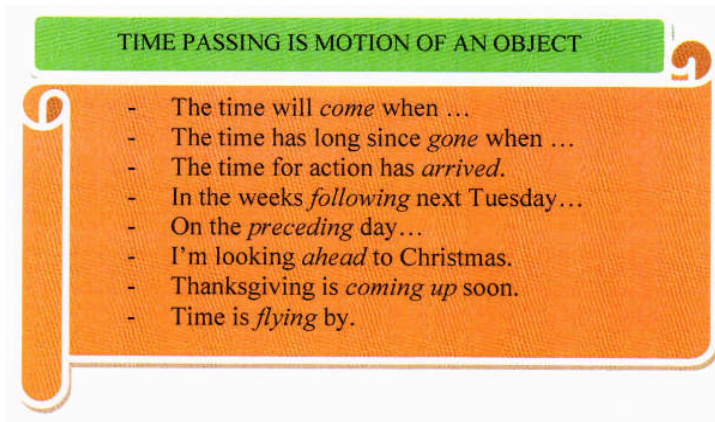 TIME PASSING IS MOTION OF AN OBJECT
- The time will come when …
- The time has long since gone when …
- The time for action has arrived.
- In the weeks following next Tuesday…
- On the preceding day…
- I’m looking ahead to Christmas.
- Thanksgiving is coming up soon.
- Time is flying by.